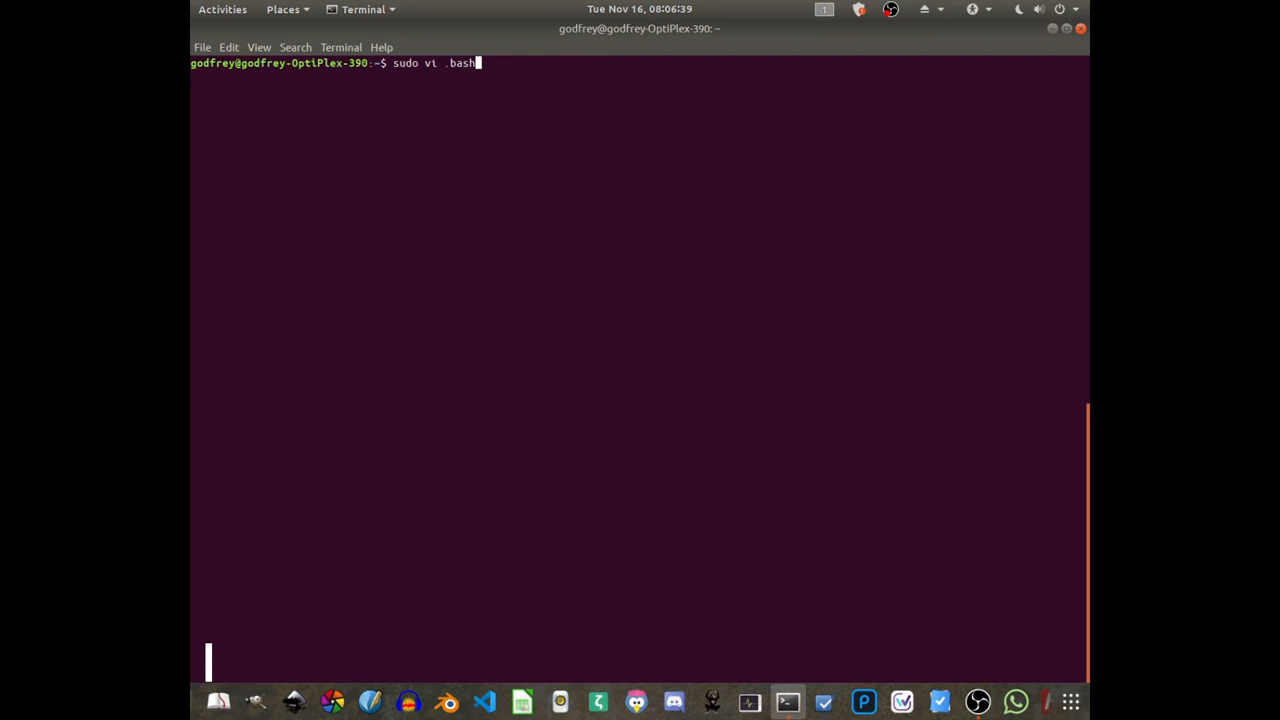 Activities Places Terminal Tue Nov 16, 08:06:39 1
godfrey@godfrey-OptiPlex-390: ~
File Edit View Search Terminal Help
godfrey@godfrey-OptiPlex-390:~$ sudo vi .bash